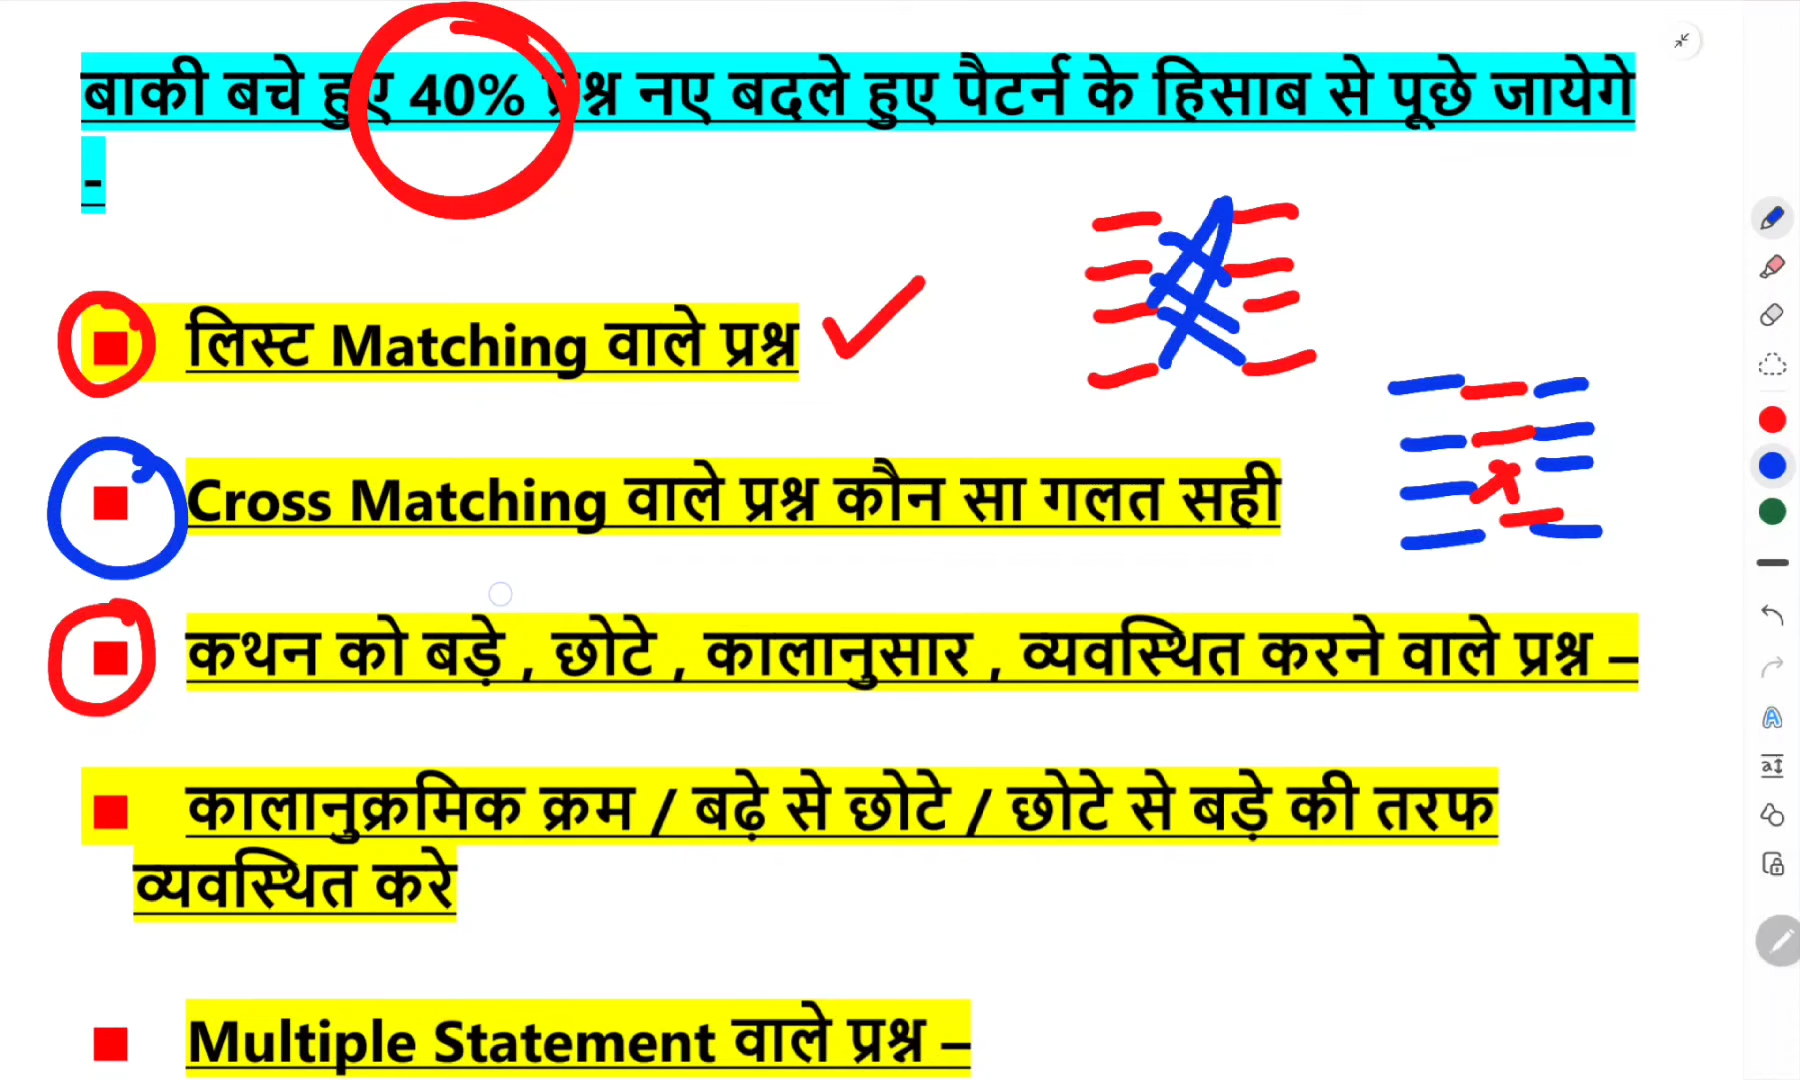 बाकी बचे हुए 40% प्रश्न नए बदले हुए पैटर्न के हिसाब से पूछे जायेगे
-
लिस्ट Matching वाले प्रश्न
Cross Matching वाले प्रश्न कौन सा गलत सही
कथन को बड़े , छोटे , कालानुसार , व्यवस्थित करने वाले प्रश्न –
कालानुक्रमिक क्रम / बढ़े से छोटे / छोटे से बड़े की तरफ
व्यवस्थित करे
Multiple Statement वाले प्रश्न –